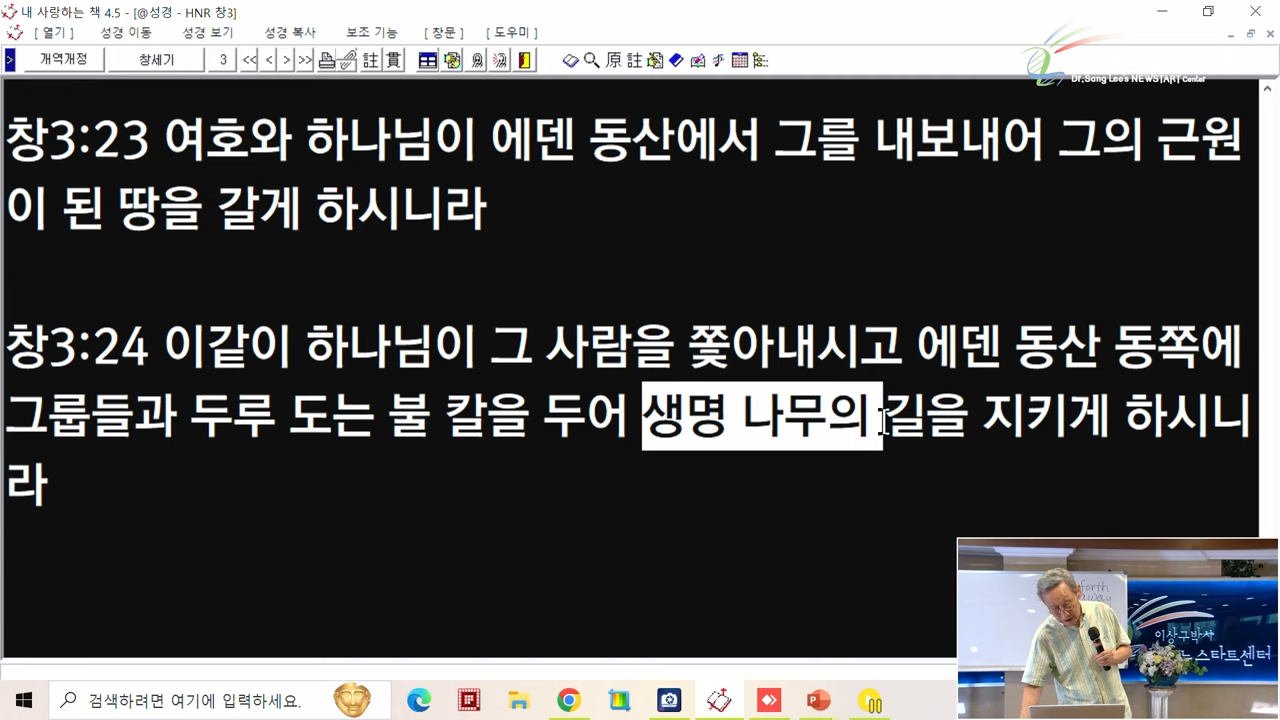 내 사랑하는 책 4.5 - [@성경 - HNR 창3]
[ 열기 ] 성경 이동 성경 보기 성경 복사 보조 기능 [ 창문 ] [ 도우미 ]
개역개정 창세기 3 << < > >> 註 貫 原 註
Dr.Sang Lee's NEWSTART Center
창3:23 여호와 하나님이 에덴 동산에서 그를 내보내어 그의 근원
이 된 땅을 갈게 하시니라
창3:24 이같이 하나님이 그 사람을 쫓아내시고 에덴 동산 동쪽에
그룹들과 두루 도는 불 칼을 두어 생명 나무의 길을 지키게 하시니
라
forth
away
이상구박사
뉴스타트센터
검색하려면 여기에 입력하세요.